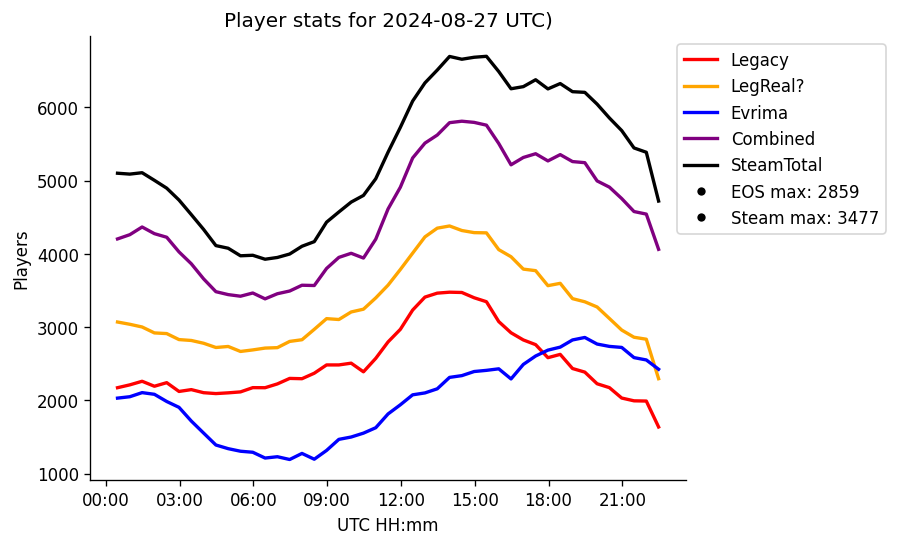 Player stats for 2024-08-27 UTC)
Legacy
LegReal?
Evrima
Combined
SteamTotal
EOS max: 2859
Steam max: 3477
Players
6000
5000
4000
3000
2000
1000
00:00 03:00 06:00 09:00 12:00 15:00 18:00 21:00
UTC HH:mm